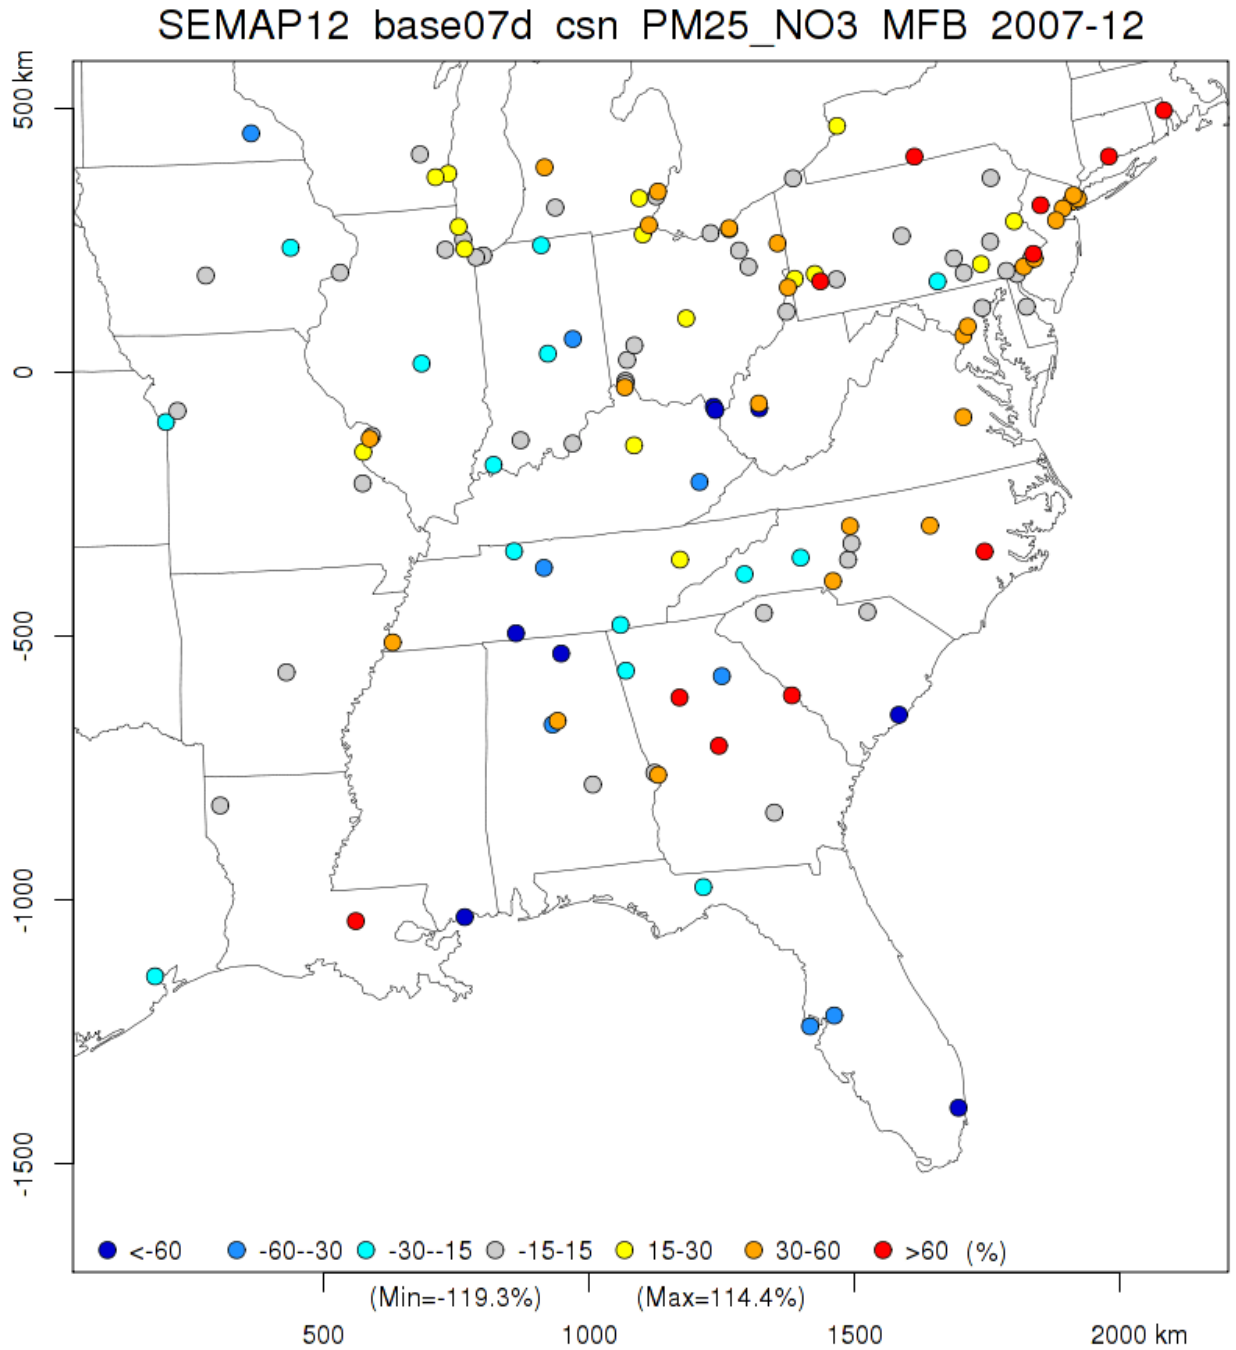 SEMAP12 base07d csn PM25_NO3 MFB 2007-12
500 km
0
-500
-1000
-1500
<-60 -60--30 -30--15 -15-15 15-30 30-60 >60 (%)
(Min=-119.3%) (Max=114.4%)
500 1000 1500 2000 km